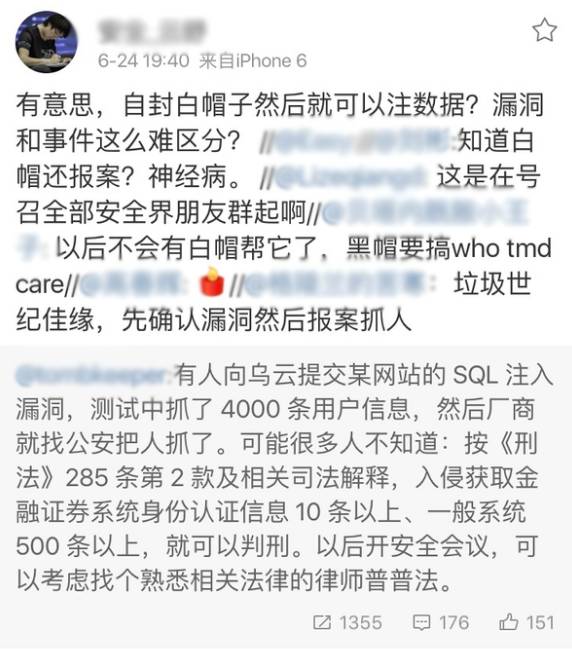 6-24 19:40 来自iPhone 6
有意思，自封白帽子然后就可以注数据？漏洞
和事件这么难区分？ // :知道白
帽还报案？神经病。//  这是在号
召全部安全界朋友群起啊//
: 以后不会有白帽帮它了，黑帽要搞who tmd
care// //  ：垃圾世
纪佳缘，先确认漏洞然后报案抓人
:有人向乌云提交某网站的 SQL 注入
漏洞，测试中抓了 4000 条用户信息，然后厂商
就找公安把人抓了。可能很多人不知道：按《刑
法》285 条第 2 款及相关司法解释，入侵获取金
融证券系统身份认证信息 10 条以上、一般系统
500 条以上，就可以判刑。以后开安全会议，可
以考虑找个熟悉相关法律的律师普普法。
1355 176 151